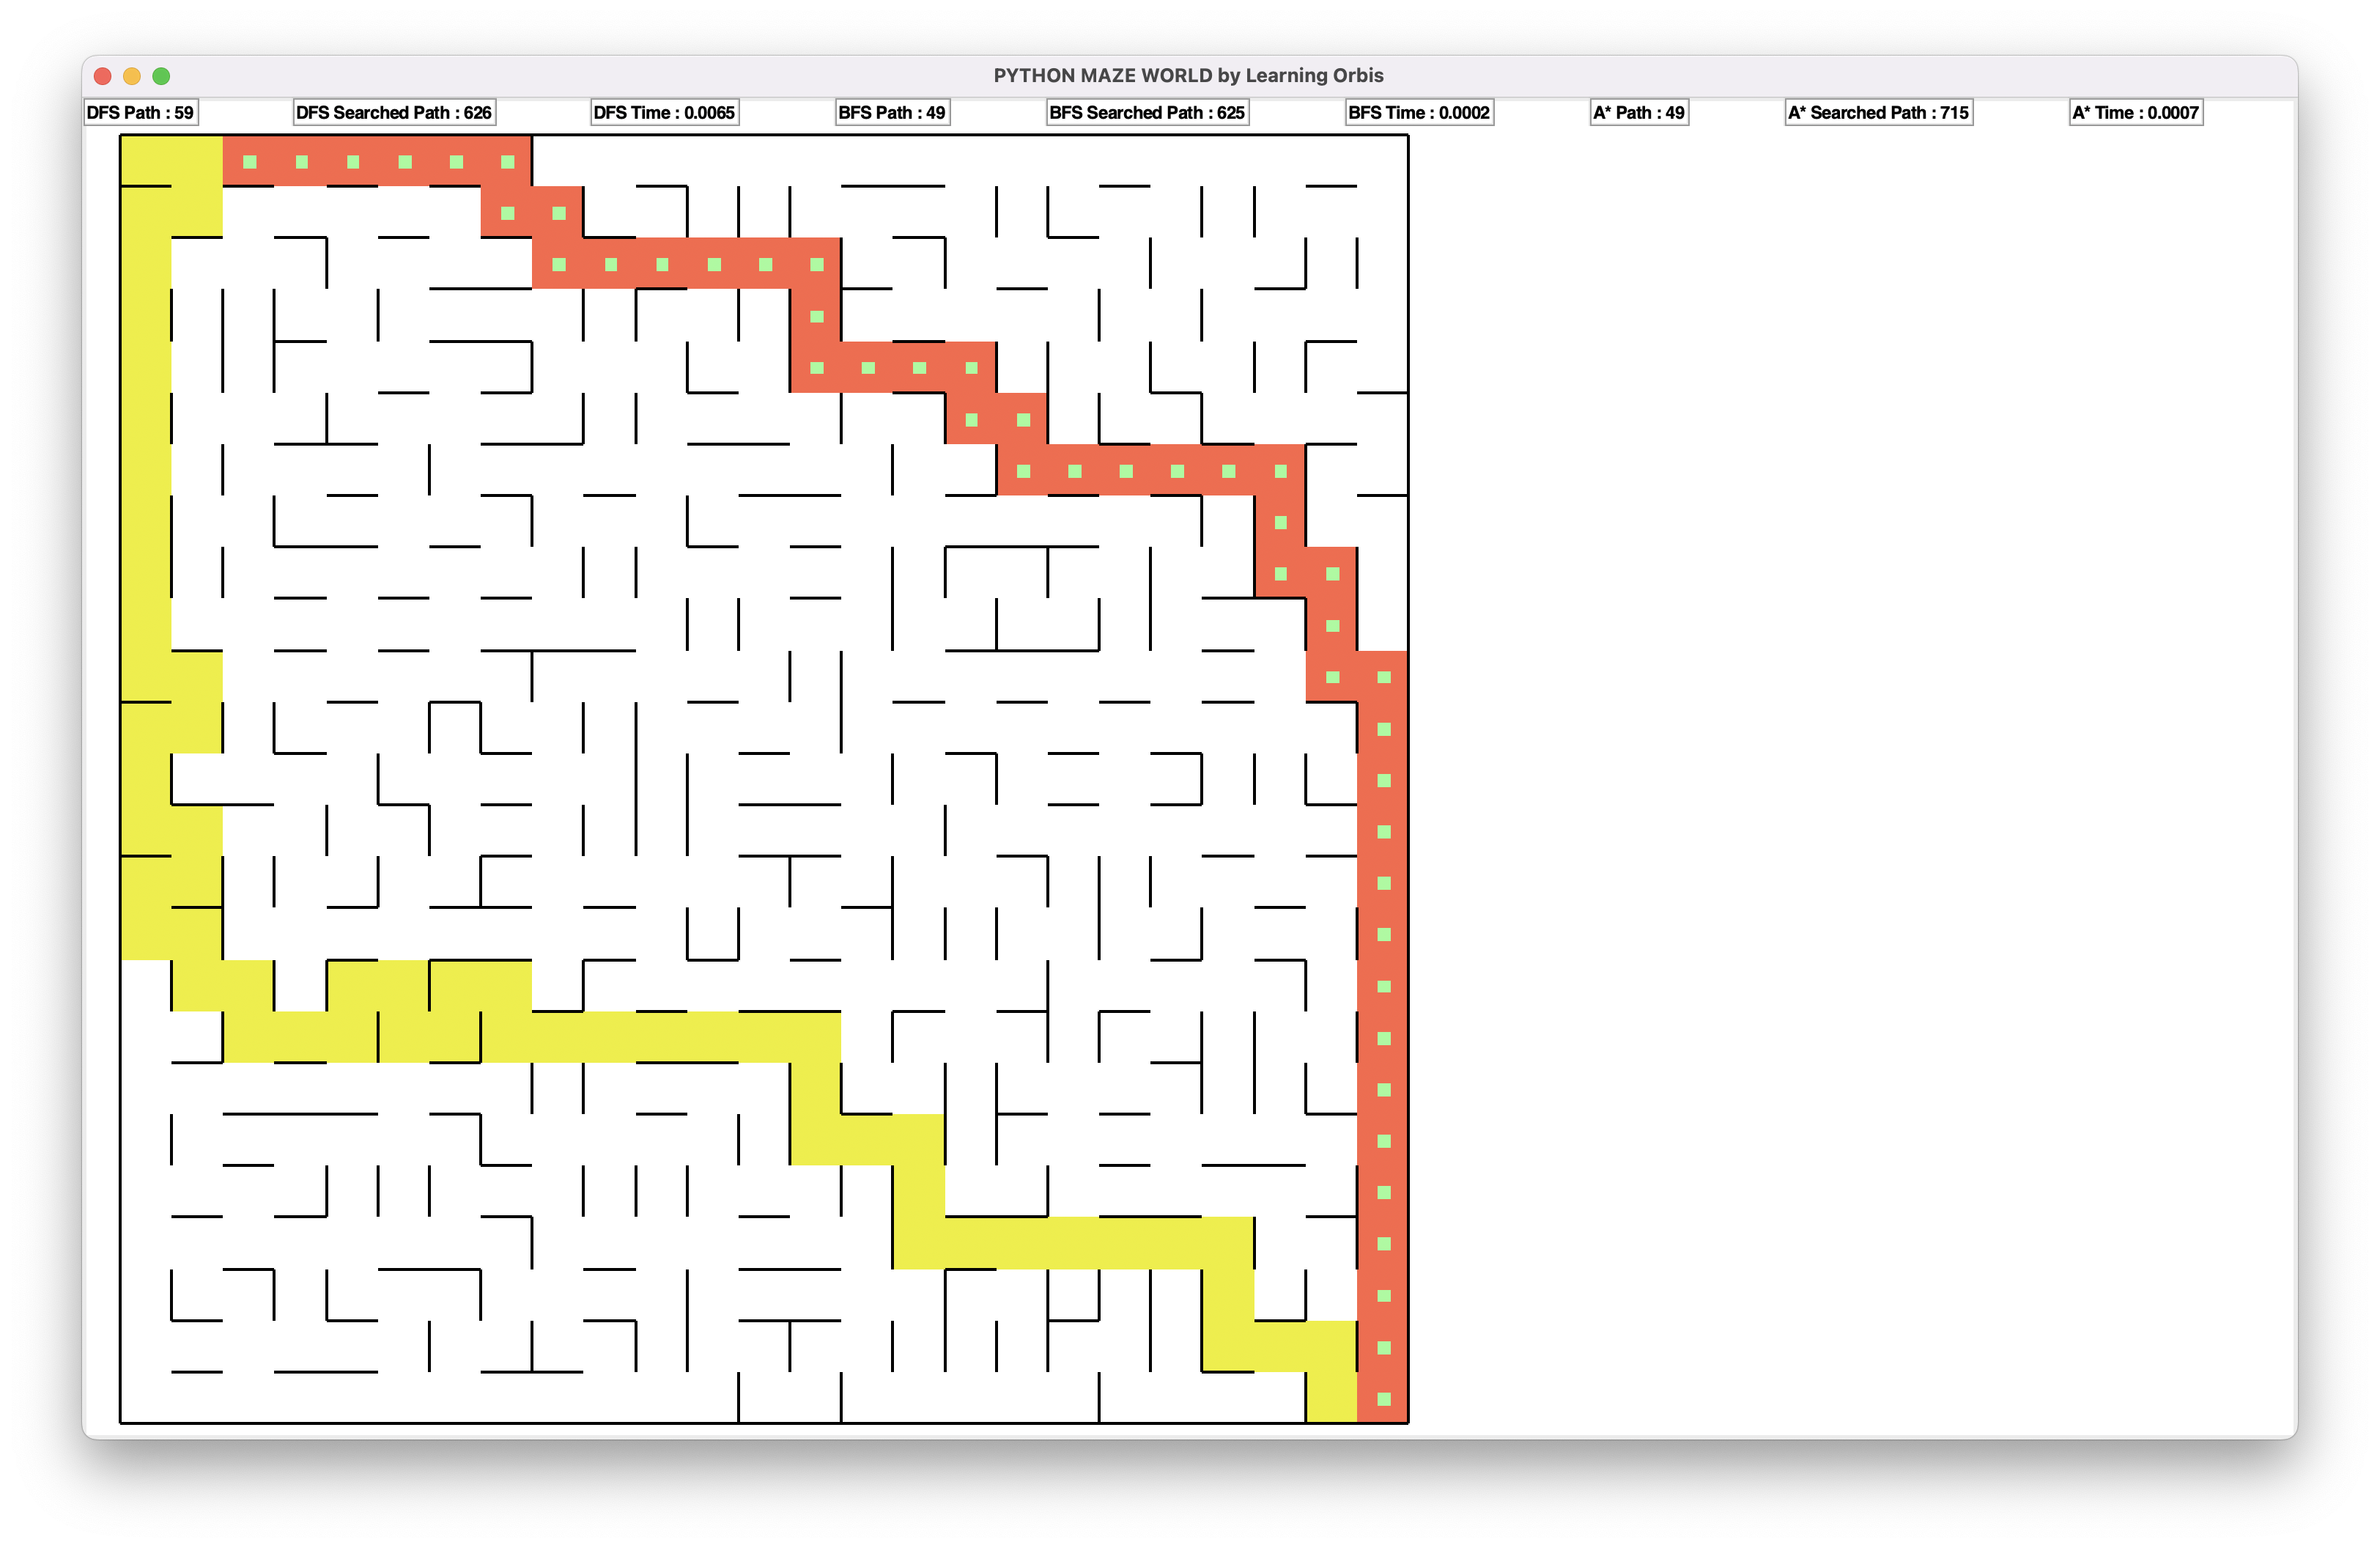 PYTHON MAZE WORLD by Learning Orbis
DFS Path : 59 DFS Searched Path : 626 DFS Time : 0.0065 BFS Path : 49 BFS Searched Path : 625 BFS Time : 0.0002 A* Path : 49 A* Searched Path : 715 A* Time : 0.0007